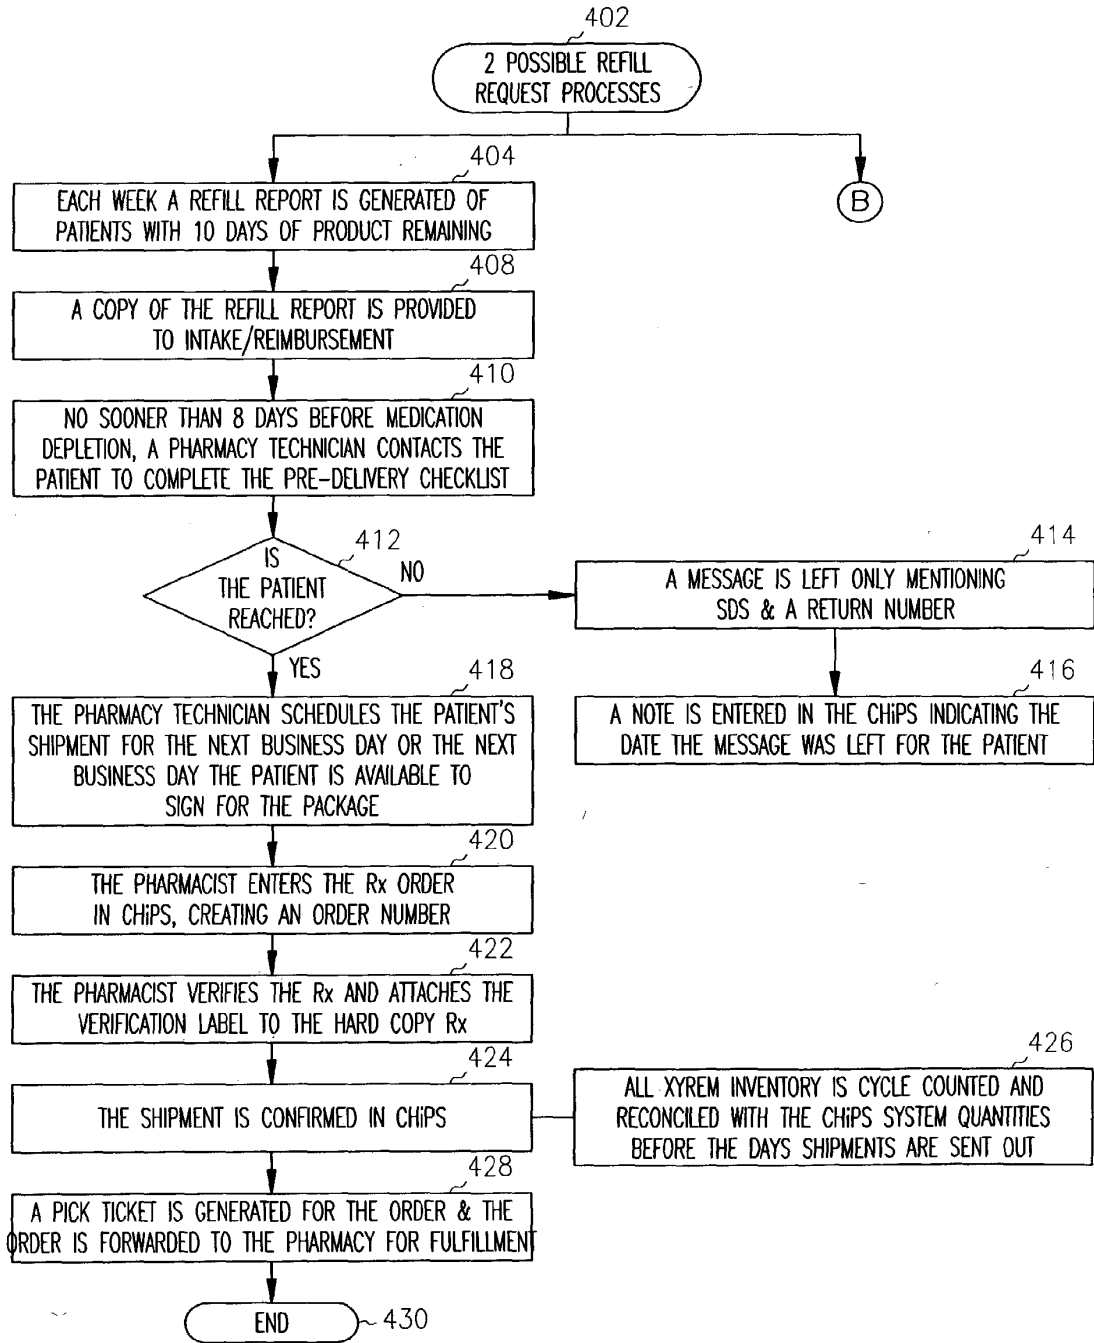 402
2 POSSIBLE REFILL
REQUEST PROCESSES
404
EACH WEEK A REFILL REPORT IS GENERATED OF
PATIENTS WITH 10 DAYS OF PRODUCT REMAINING
B
408
A COPY OF THE REFILL REPORT IS PROVIDED
TO INTAKE/REIMBURSEMENT
410
NO SOONER THAN 8 DAYS BEFORE MEDICATION
DEPLETION, A PHARMACY TECHNICIAN CONTACTS THE
PATIENT TO COMPLETE THE PRE-DELIVERY CHECKLIST
412
IS
THE PATIENT
REACHED?
NO
YES
414
A MESSAGE IS LEFT ONLY MENTIONING
SDS & A RETURN NUMBER
416
A NOTE IS ENTERED IN THE CHiPS INDICATING THE
DATE THE MESSAGE WAS LEFT FOR THE PATIENT
418
THE PHARMACY TECHNICIAN SCHEDULES THE PATIENT'S
SHIPMENT FOR THE NEXT BUSINESS DAY OR THE NEXT
BUSINESS DAY THE PATIENT IS AVAILABLE TO
SIGN FOR THE PACKAGE
420
THE PHARMACIST ENTERS THE Rx ORDER
IN CHiPS, CREATING AN ORDER NUMBER
422
THE PHARMACIST VERIFIES THE Rx AND ATTACHES THE
VERIFICATION LABEL TO THE HARD COPY Rx
424
THE SHIPMENT IS CONFIRMED IN CHiPS
426
ALL XYREM INVENTORY IS CYCLE COUNTED AND
RECONCILED WITH THE CHiPS SYSTEM QUANTITIES
BEFORE THE DAYS SHIPMENTS ARE SENT OUT
428
A PICK TICKET IS GENERATED FOR THE ORDER & THE
ORDER IS FORWARDED TO THE PHARMACY FOR FULFILLMENT
END
430